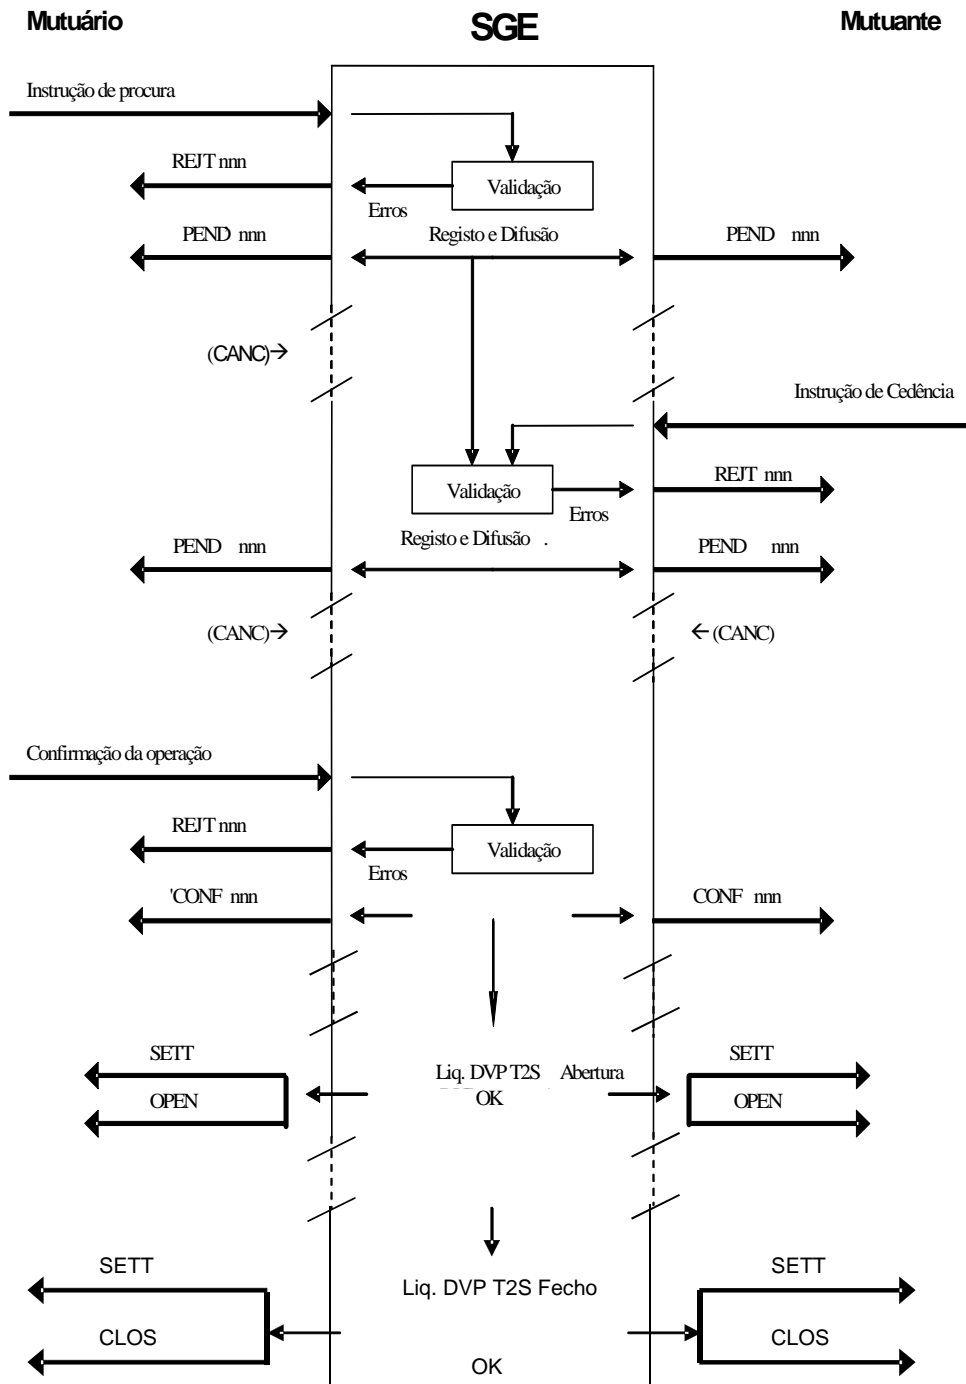 Mutuário
SGE
Mutuante
Instrução de procura
REJT nnn
Validação
Erros
PEND nnn
Registo e Difusão
PEND nnn
(CANC)→
Instrução de Cedência
Validação
REJT nnn
Erros
Registo e Difusão .
PEND nnn
PEND nnn
(CANC)→
←(CANC)
Confirmação da operação
REJT nnn
Validação
Erros
'CONF nnn
CONF nnn
SETT
Liq. DVP T2S Abertura
SETT
OPEN
OK
OPEN
SETT
Liq. DVP T2S Fecho
SETT
CLOS
CLOS
OK